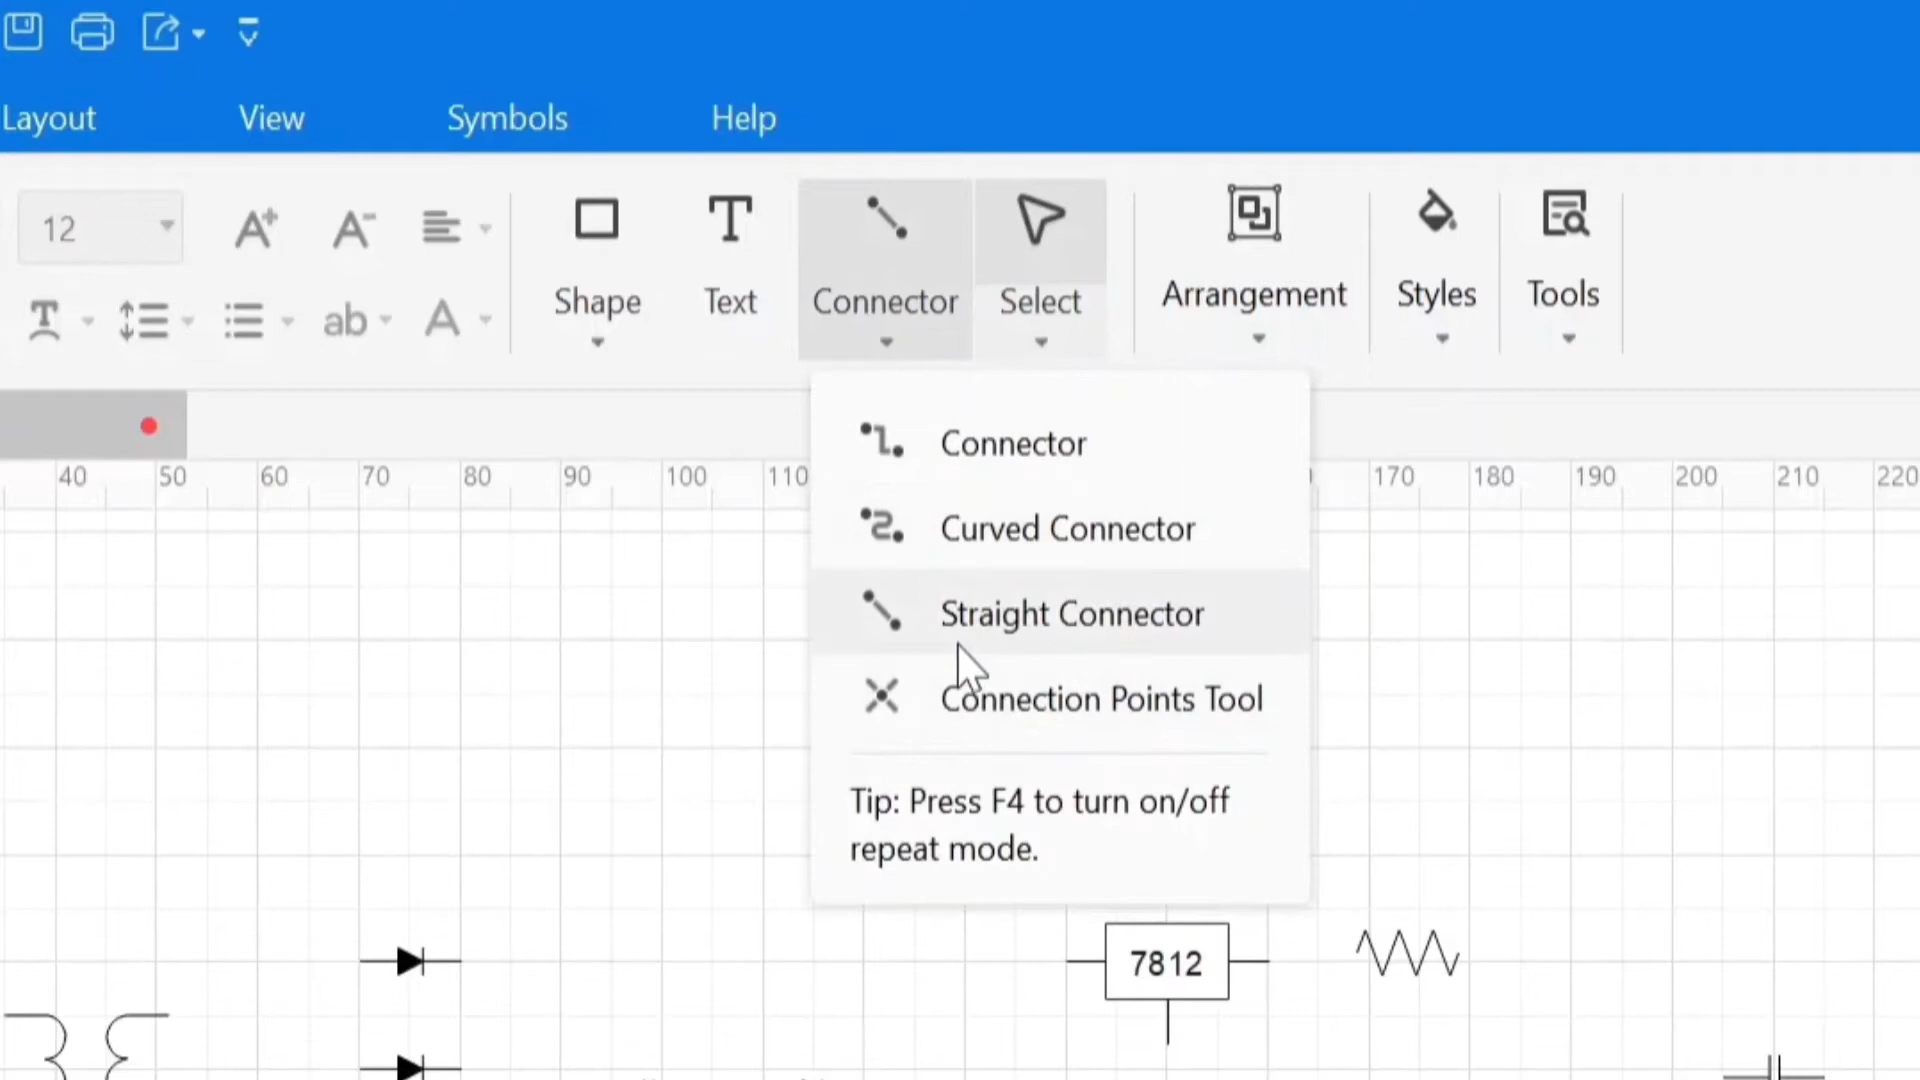 Layout View Symbols Help
12
Shape Text Connector Select Arrangement Styles Tools
40 50 60 70 80 90 100 110 170 180 190 200 210 220
Connector
Curved Connector
Straight Connector
Connection Points Tool
Tip: Press F4 to turn on/off
repeat mode.
7812